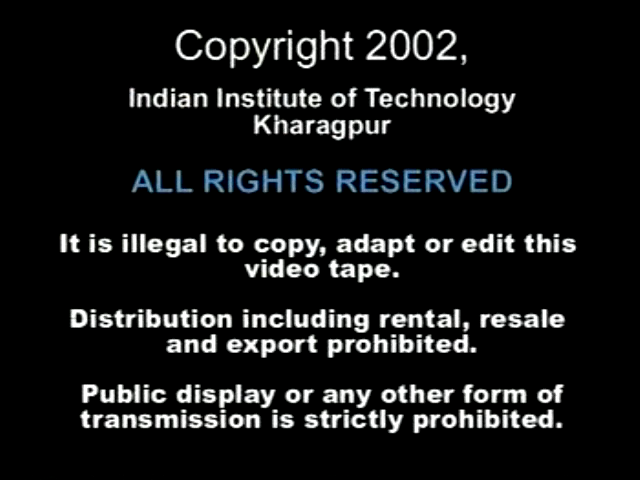 Copyright 2002,
Indian Institute of Technology
Kharagpur
ALL RIGHTS RESERVED
It is illegal to copy, adapt or edit this
video tape.
Distribution including rental, resale
and export prohibited.
Public display or any other form of
transmission is strictly prohibited.